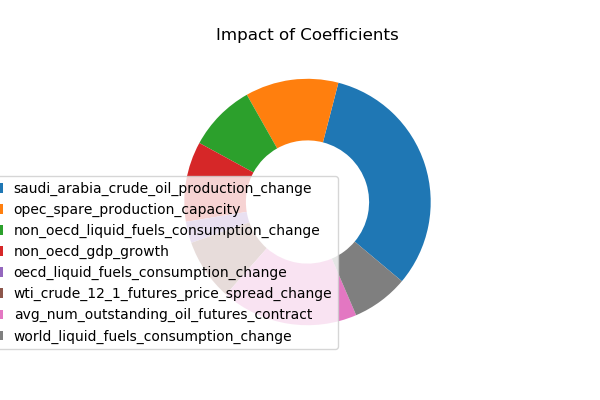 Impact of Coefficients
saudi_arabia_crude_oil_production_change
opec_spare_production_capacity
non_oecd_liquid_fuels_consumption_change
non_oecd_gdp_growth
oecd_liquid_fuels_consumption_change
wti_crude_12_1_futures_price_spread_change
avg_num_outstanding_oil_futures_contract
world_liquid_fuels_consumption_change